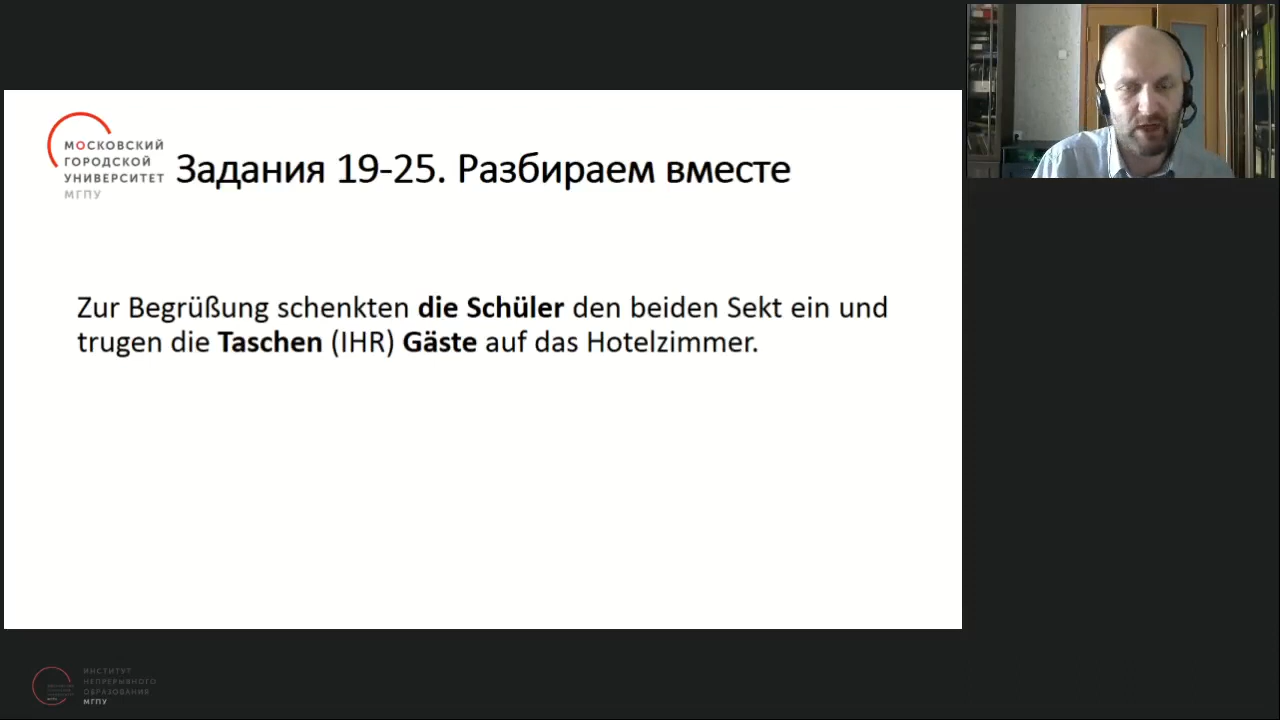 МОСКОВСКИЙ
ГОРОДСКОЙ
УНИВЕРСИТЕТ
МГПУ
Задания 19-25. Разбираем вместе
Zur Begrüßung schenkten die Schüler den beiden Sekt ein und
trugen die Taschen (IHR) Gäste auf das Hotelzimmer.
ИНСТИТУТ
НЕПРЕРЫВНОГО
ОБРАЗОВАНИЯ
МГПУ